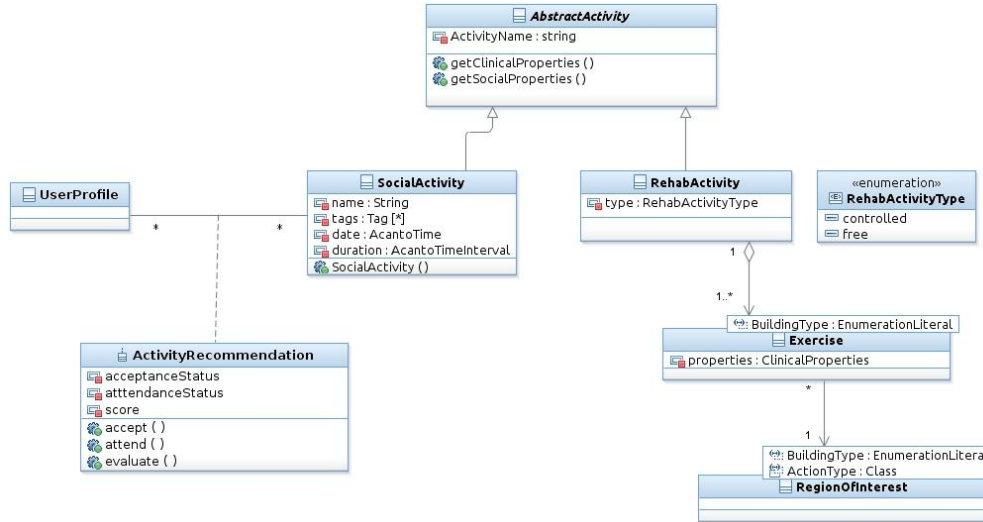 AbstractActivity
ActivityName : string
getClinicalProperties ( )
getSocialProperties ( )
UserProfile
*
*
SocialActivity
name : String
tags : Tag [*]
date : AcantoTime
duration : AcantoTimeInterval
SocialActivity ( )
RehabActivity
type : RehabActivityType
«enumeration»
RehabActivityType
controlled
free
1
1..*
BuildingType : EnumerationLiteral
Exercise
properties : ClinicalProperties
ActivityRecommendation
acceptanceStatus
atttendanceStatus
score
accept ( )
attend ( )
evaluate ( )
*
1
BuildingType : EnumerationLitera
ActionType : Class
RegionOfInterest